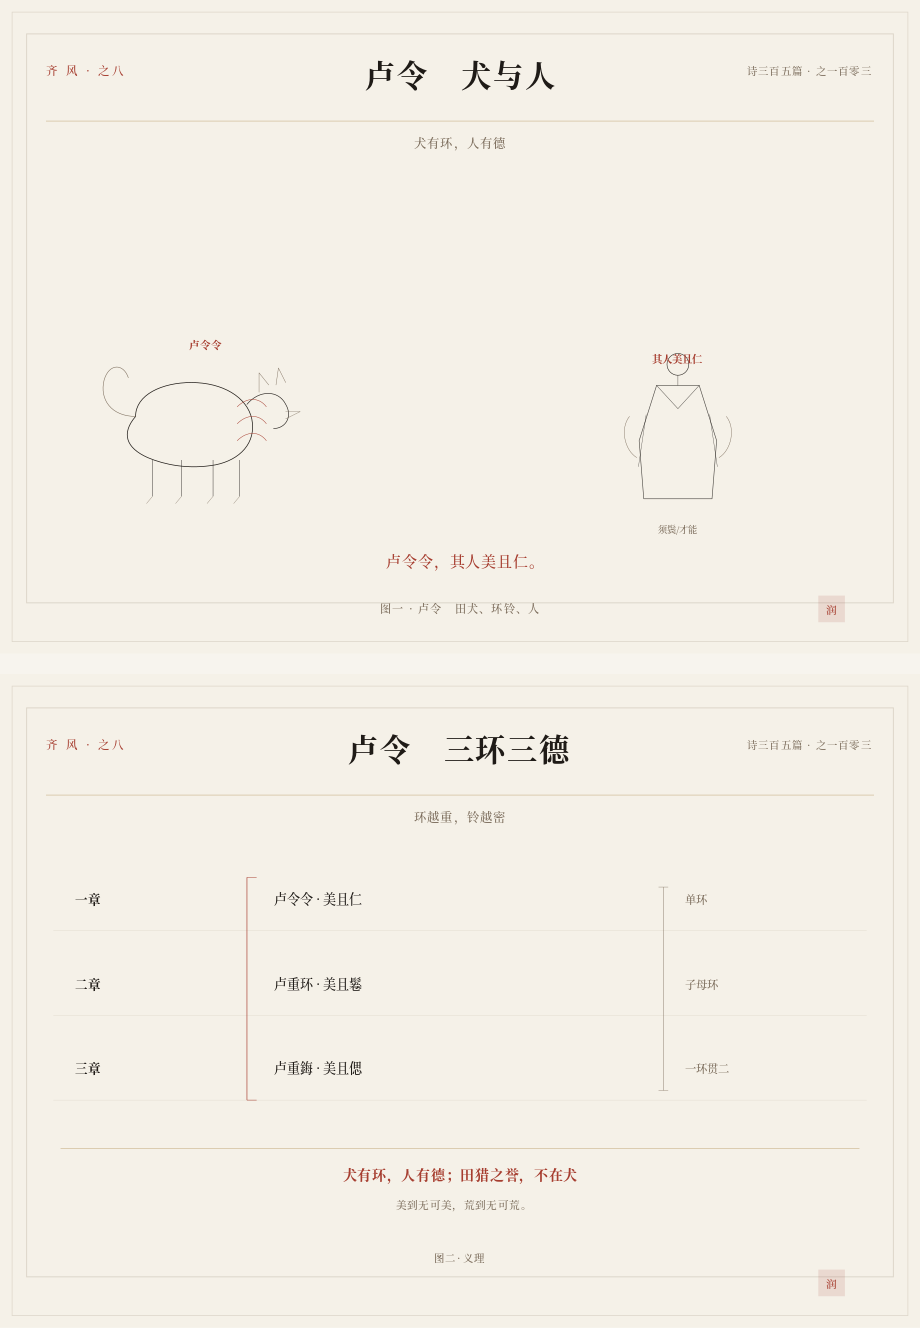 齐风·之八
卢令 犬与人
诗三百五篇·之一百零三
犬有环，人有德
卢令令
其人美且仁
须鬓/才能
卢令令，其人美且仁。
图一·卢令 田犬、环铃、人
润
齐风·之八
卢令 三环三德
诗三百五篇·之一百零三
环越重，铃越密
一章 卢令令·美且仁 单环
二章 卢重环·美且鬈 子母环
三章 卢重鋂·美且偲 一环贯二
犬有环，人有德；田猎之誉，不在犬
美到无可美，荒到无可荒。
图二·义理
润